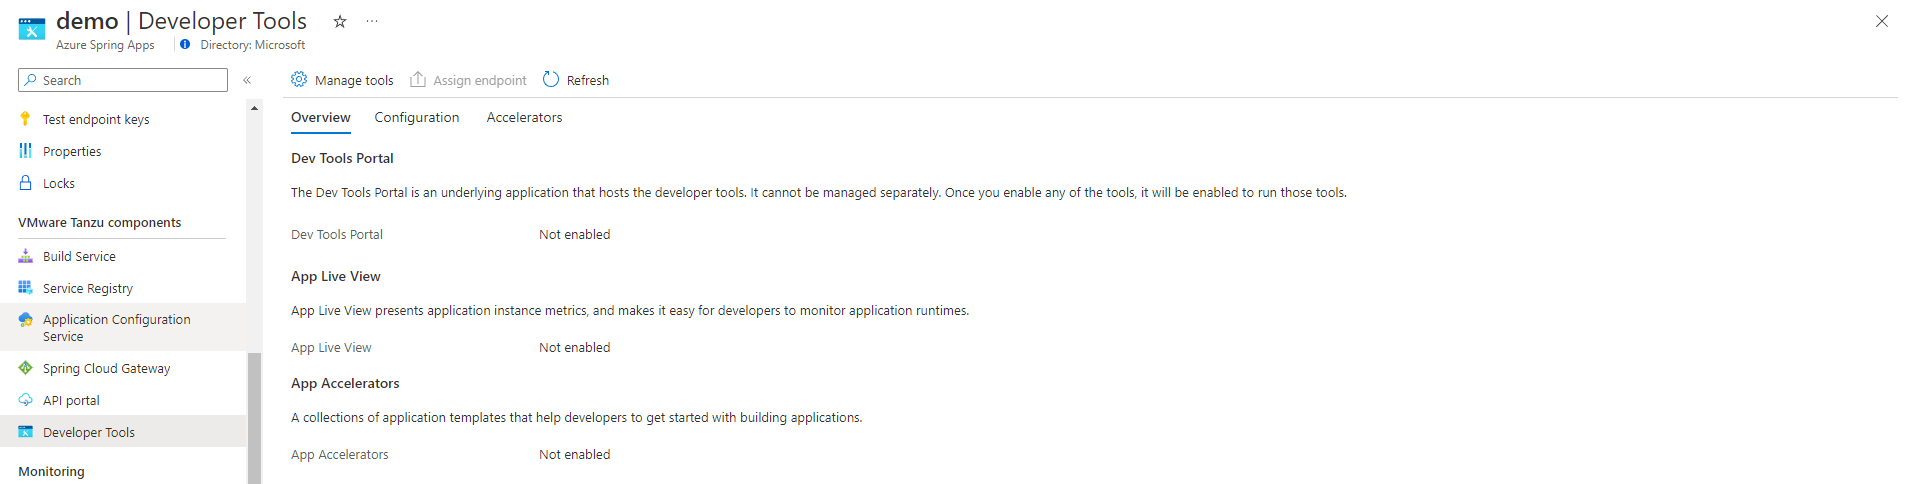 demo | Developer Tools
Azure Spring Apps
Directory: Microsoft
Search
Test endpoint keys
Properties
Locks
VMware Tanzu components
Build Service
Service Registry
Application Configuration
Service
Spring Cloud Gateway
API portal
Developer Tools
Monitoring
Manage tools
Assign endpoint
Refresh
Overview
Configuration
Accelerators
Dev Tools Portal
The Dev Tools Portal is an underlying application that hosts the developer tools. It cannot be managed separately. Once you enable any of the tools, it will be enabled to run those tools.
Dev Tools Portal
Not enabled
App Live View
App Live View presents application instance metrics, and makes it easy for developers to monitor application runtimes.
App Live View
Not enabled
App Accelerators
A collections of application templates that help developers to get started with building applications.
App Accelerators
Not enabled